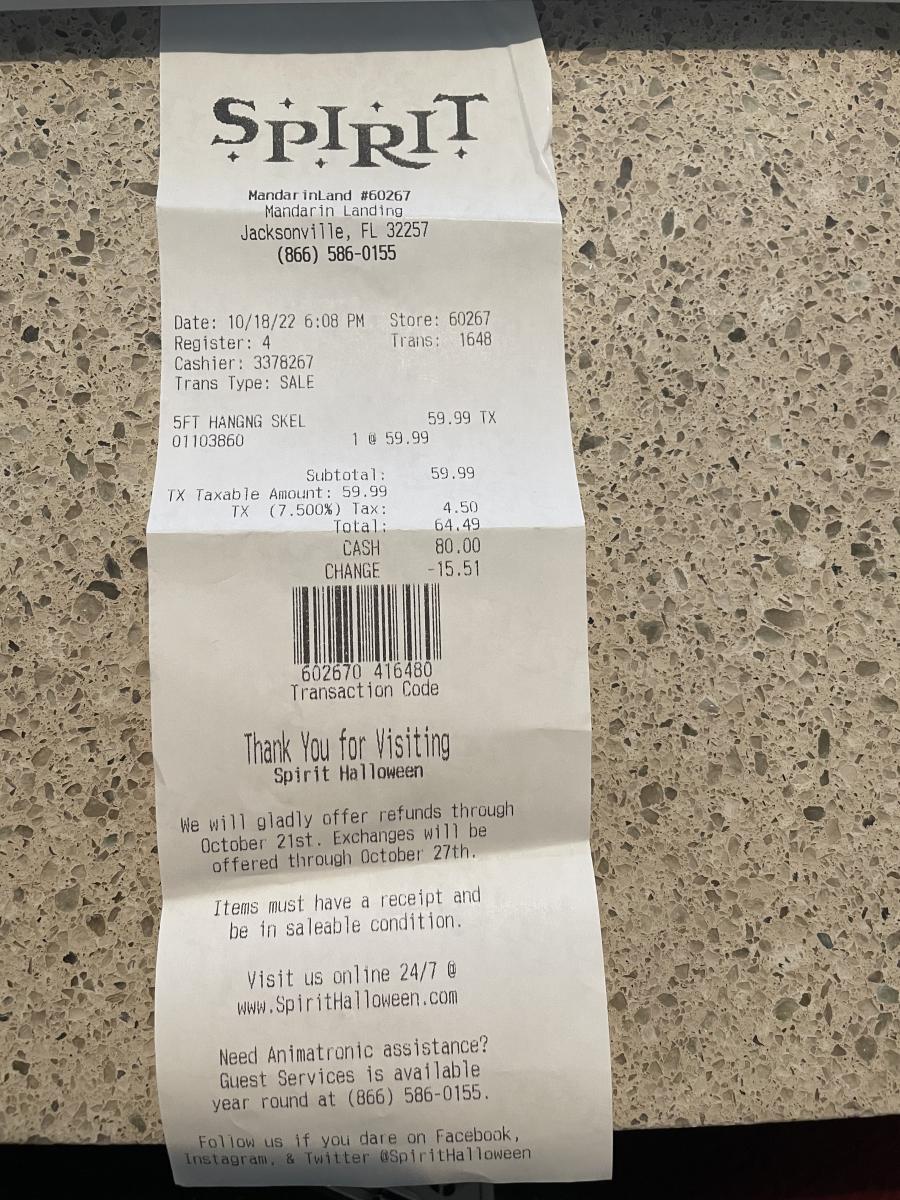 SPIRIT
MandarinLand #60267
Mandarin Landing
Jacksonville, FL 32257
(866) 586-0155
Date: 10/18/22 6:08 PM Store: 60267
Register: 4 Trans: 1648
Cashier: 3378267
Trans Type: SALE
5FT HANGNG SKEL 59.99 TX
01103860 1 @ 59.99
Subtotal: 59.99
TX Taxable Amount: 59.99
TX (7.500%) Tax: 4.50
Total: 64.49
CASH 80.00
CHANGE -15.51
602670 416480
Transaction Code
Thank You for Visiting
Spirit Halloween
We will gladly offer refunds through
October 21st. Exchanges will be
offered through October 27th.
Items must have a receipt and
be in saleable condition.
Visit us online 24/7 @
www.SpiritHalloween.com
Need Animatronic assistance?
Guest Services is available
year round at (866) 586-0155.
Follow us if you dare on Facebook,
Instagram, & Twitter @SpiritHalloween